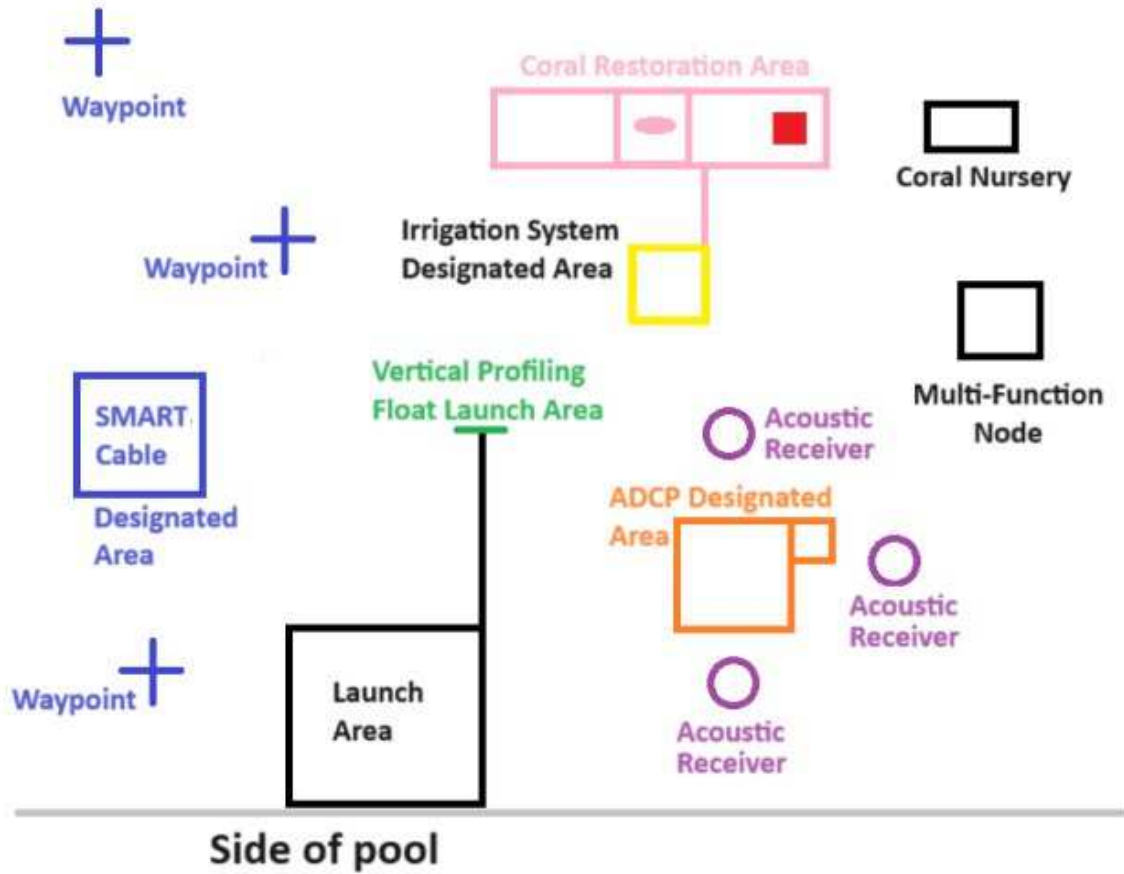 Coral Restoration Area
Waypoint
Coral Nursery
Irrigation System
Designated Area
Waypoint
Vertical Profiling
Float Launch Area
SMART
Cable
Designated
Area
Multi-Function
Node
Acoustic
Receiver
ADCP Designated
Area
Acoustic
Receiver
Waypoint
Launch
Area
Acoustic
Receiver
Side of pool